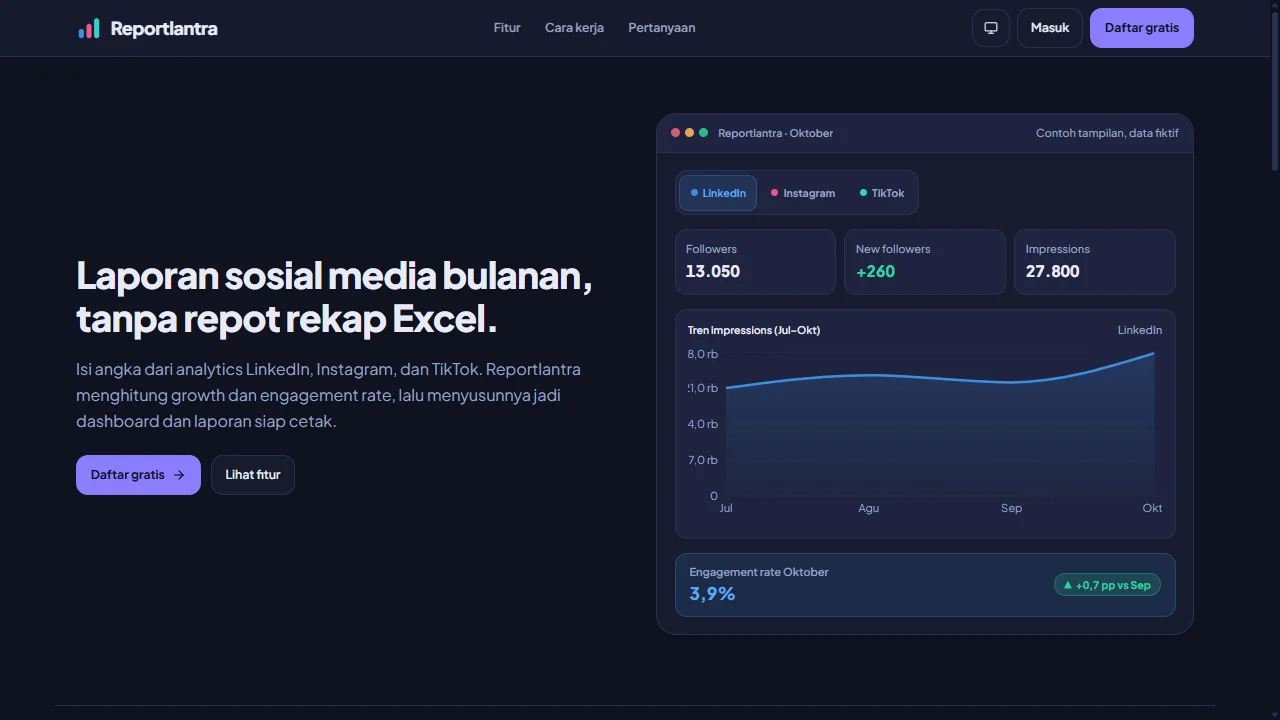 Reportlantra
Fitur
Cara kerja
Pertanyaan
Masuk
Daftar gratis
Laporan sosial media bulanan,
tanpa repot rekap Excel.
Isi angka dari analytics LinkedIn, Instagram, dan TikTok. Reportlantra
menghitung growth dan engagement rate, lalu menyusunnya jadi
dashboard dan laporan siap cetak.
Daftar gratis
Lihat fitur
Reportlantra · Oktober
Contoh tampilan, data fiktif
LinkedIn
Instagram
TikTok
Followers
13.050
New followers
+260
Impressions
27.800
Tren impressions (Jul–Okt)
LinkedIn
8,0 rb
1,0 rb
4,0 rb
7,0 rb
0
Jul
Agu
Sep
Okt
Engagement rate Oktober
3,9%
▲ +0,7 pp vs Sep